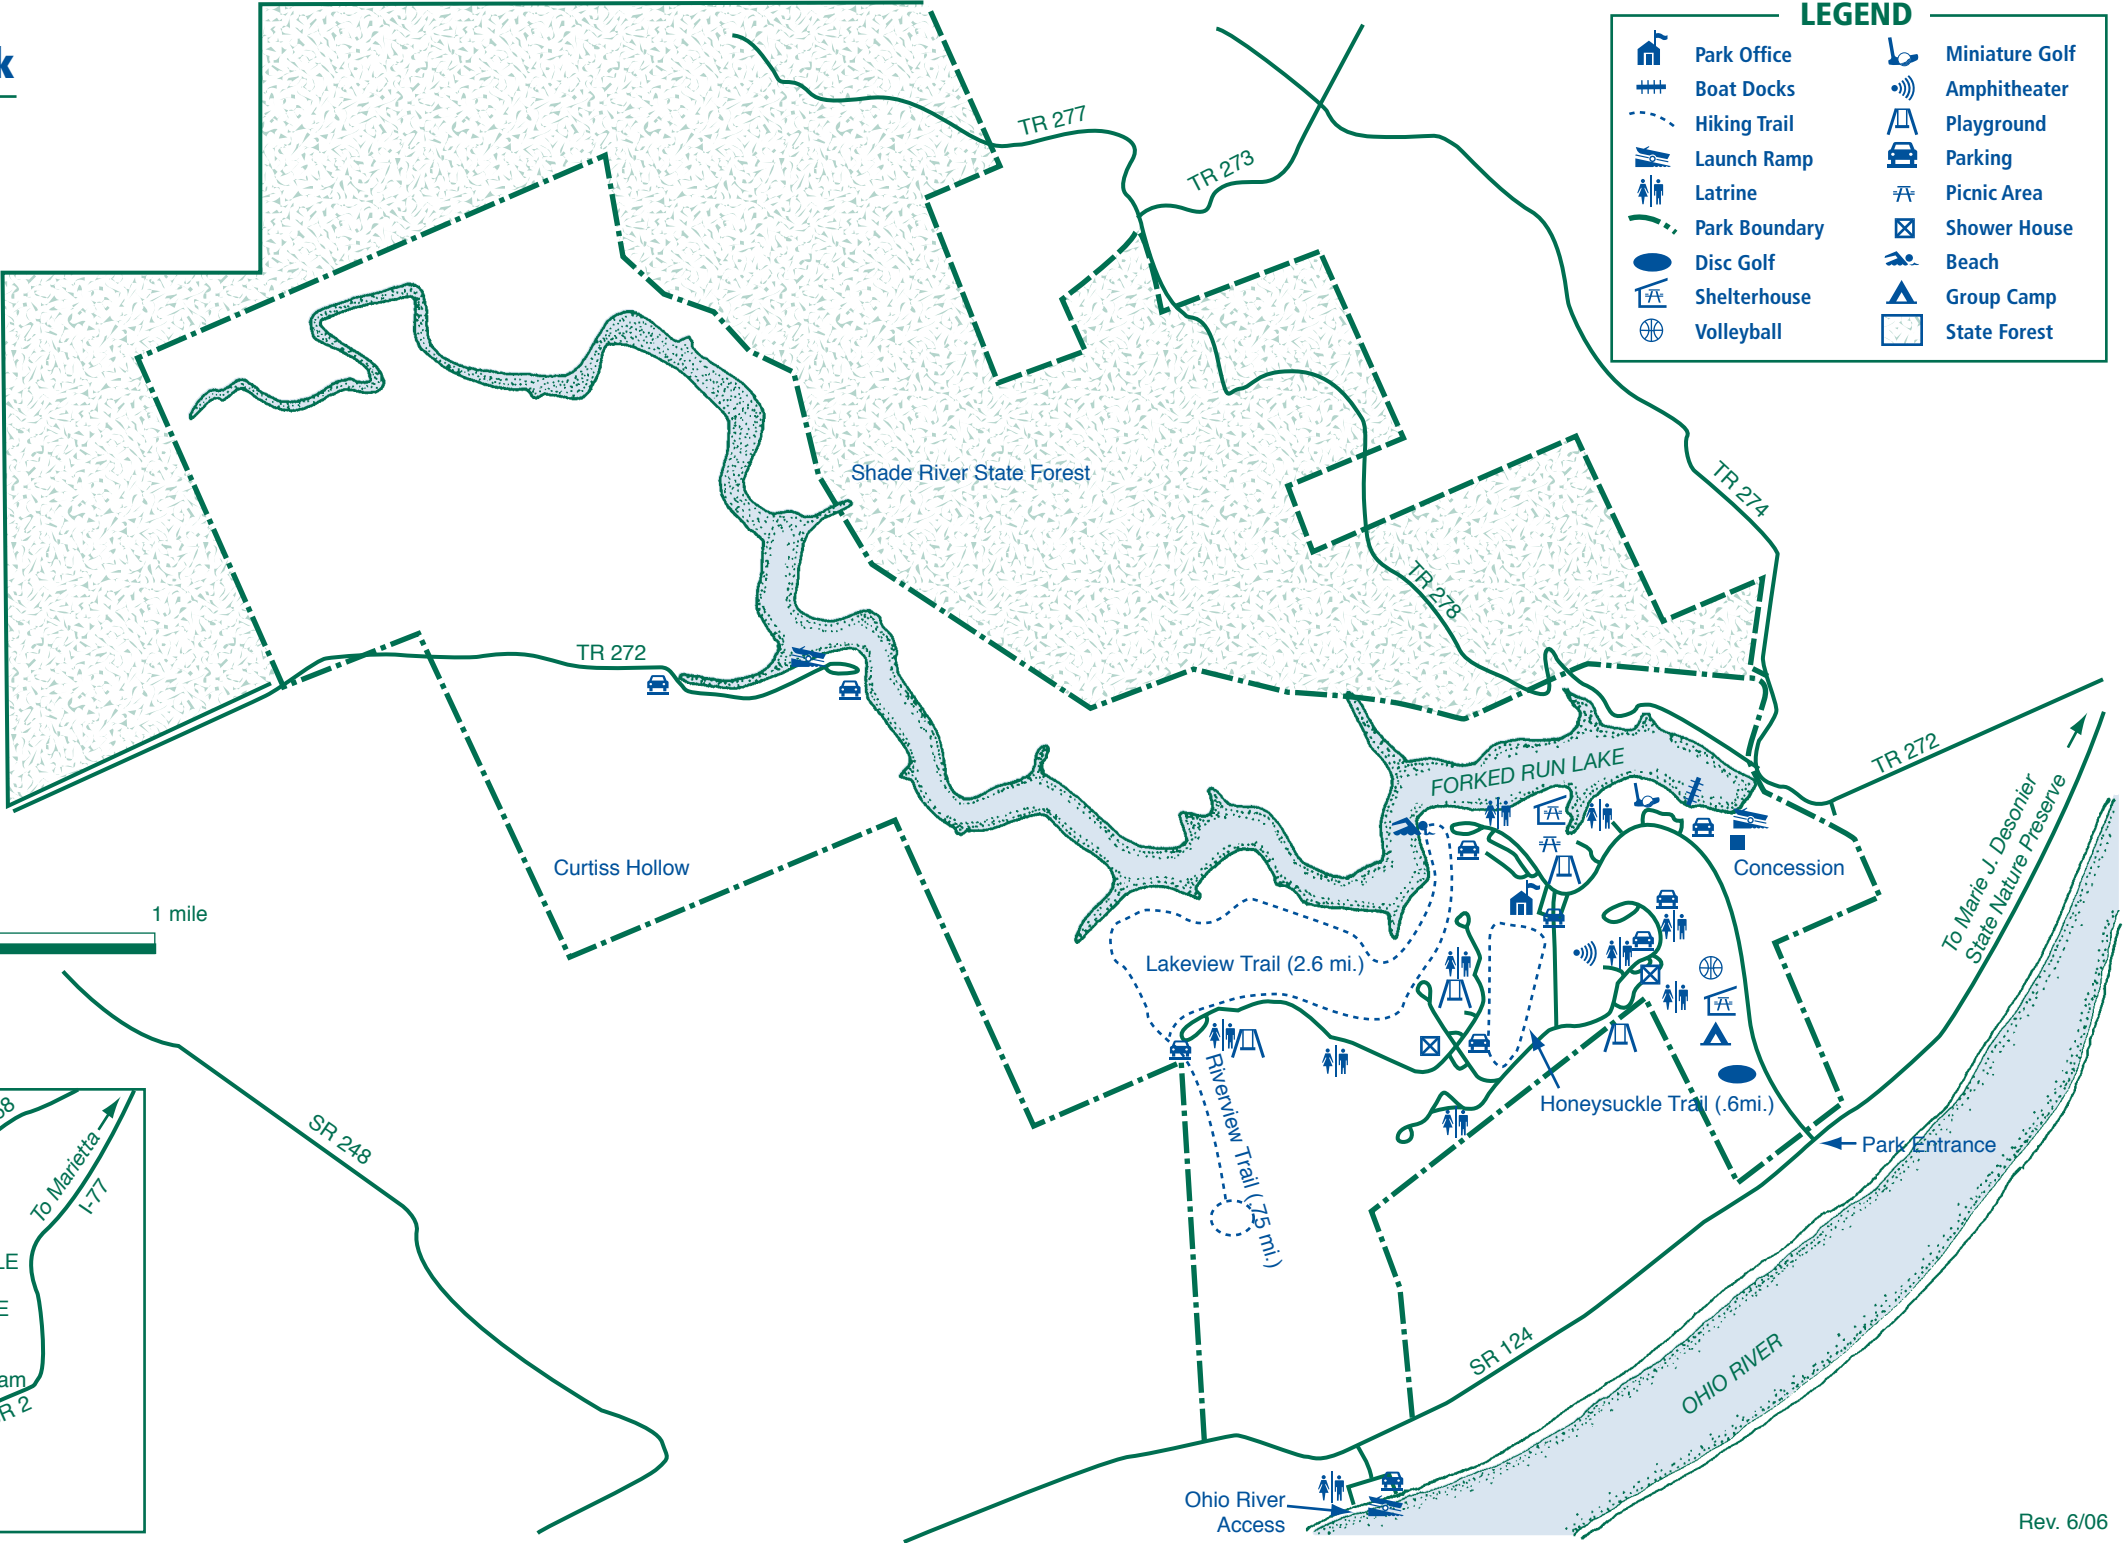 k
LEGEND
Park Office
Boat Docks
Hiking Trail
Launch Ramp
Latrine
Park Boundary
Disc Golf
Shelterhouse
Volleyball
Miniature Golf
Amphitheater
Playground
Parking
Picnic Area
Shower House
Beach
Group Camp
State Forest
TR 277
TR 273
Shade River State Forest
TR 274
TR 278
TR 272
FORKED RUN LAKE
TR 272
To Marie J. Desonier
State Nature Preserve
Curtiss Hollow
Concession
1 mile
Lakeview Trail (2.6 mi.)
Riverview Trail (.75 mi.)
Honeysuckle Trail (.6mi.)
Park Entrance
SR 248
To Marietta
I-77
LE
E
am
R 2
SR 124
OHIO RIVER
Ohio River
Access
Rev. 6/06